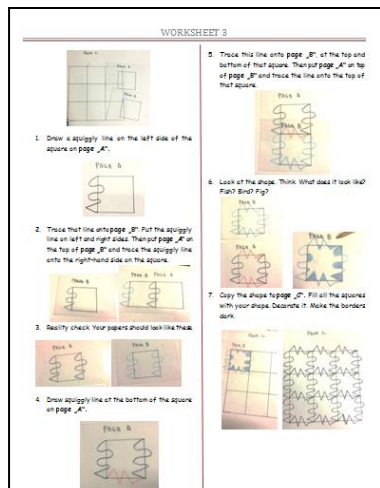 WORKSHEET 3
PAGE C
1. Draw a squiggly line on the left side of the
square on page „A".
PAGE A
2. Trace that line onto page „B". Put the squiggly
line on left and right sides. Then put page „A" on
the top of page „B" and trace the squiggly line
onto the right-hand side on the square.
3. Reality check. Your papers should look like these
4. Draw squiggly line at the bottom of the square
on page „A".
PAGE A
5. Trace this line onto page „B", at the top and
bottom of that square. Then put page „A" on top
of page „B" and trace the line onto the top of
that square.
PAGE B
6. Look at the shape. Think. What does it look like?
Fish? Bird? Pig?
7. Copy the shape to page „C". Fill all the squares
with your shape. Decorate it. Make the borders
dark.